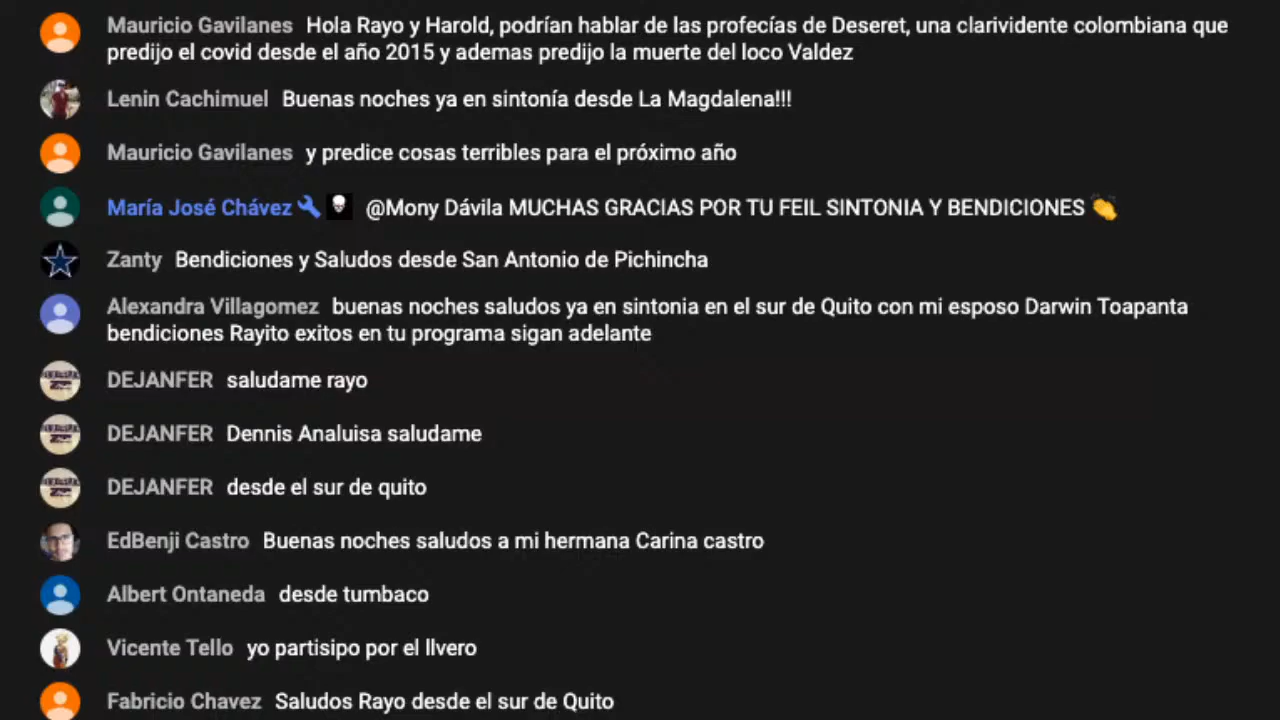 Mauricio Gavilanes Hola Rayo y Harold, podrían hablar de las profecías de Deseret, una clarividente colombiana que
predijo el covid desde el año 2015 y ademas predijo la muerte del loco Valdez
Lenin Cachimuel Buenas noches ya en sintonía desde La Magdalena!!!
Mauricio Gavilanes y predice cosas terribles para el próximo año
María José Chávez @Mony Dávila MUCHAS GRACIAS POR TU FEIL SINTONIA Y BENDICIONES 👏
Zanty Bendiciones y Saludos desde San Antonio de Pichincha
Alexandra Villagomez buenas noches saludos ya en sintonia en el sur de Quito con mi esposo Darwin Toapanta
bendiciones Rayito exitos en tu programa sigan adelante
DEJANFER saludame rayo
DEJANFER Dennis Analuisa saludame
DEJANFER desde el sur de quito
EdBenji Castro Buenas noches saludos a mi hermana Carina castro
Albert Ontaneda desde tumbaco
Vicente Tello yo partisipo por el llvero
Fabricio Chavez Saludos Rayo desde el sur de Quito